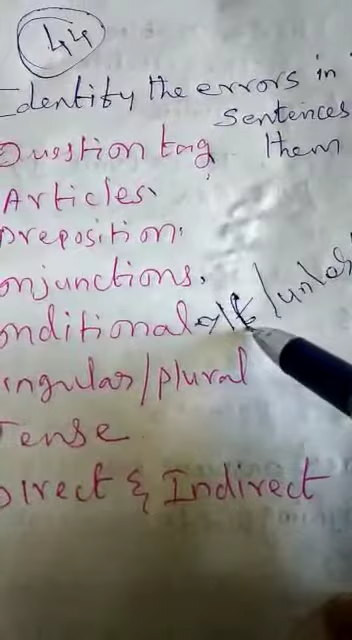 44
Identify the errors in
sentences
Question tag them
Articles
Preposition
onjunctions.
onditional If/unless
ingular/plural
Tense
Direct & Indirect